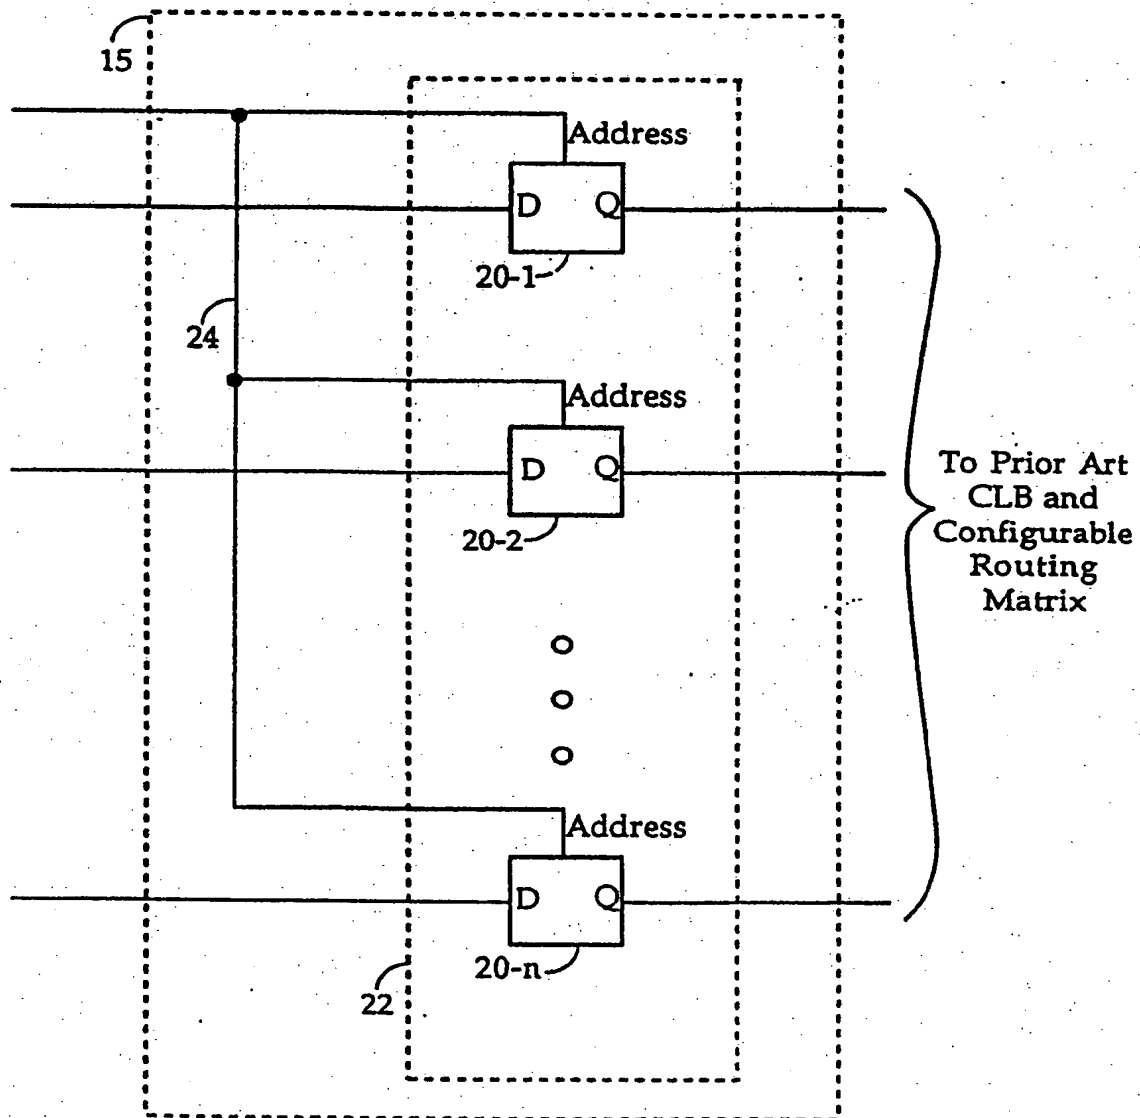 15
Address
D Q
20-1
24
Address
D Q
20-2
To Prior Art
CLB and
Configurable
Routing
Matrix
Address
D Q
20-n
22